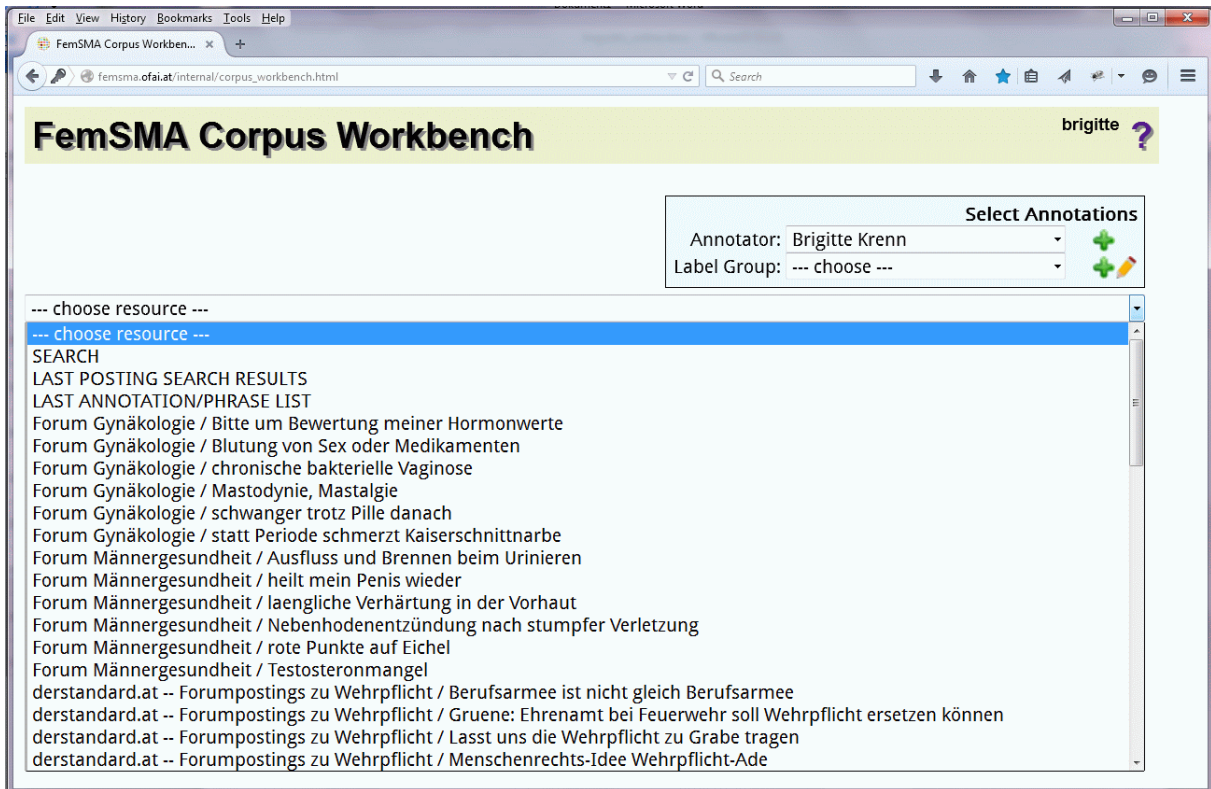 File Edit View History Bookmarks Tools Help
FemSMA Corpus Workben... × +
femsma.ofai.at/internal/corpus_workbench.html Search
FemSMA Corpus Workbench
brigitte ?
Select Annotations
Annotator: Brigitte Krenn
Label Group: --- choose ---
--- choose resource ---
--- choose resource ---
SEARCH
LAST POSTING SEARCH RESULTS
LAST ANNOTATION/PHRASE LIST
Forum Gynäkologie / Bitte um Bewertung meiner Hormonwerte
Forum Gynäkologie / Blutung von Sex oder Medikamenten
Forum Gynäkologie / chronische bakterielle Vaginose
Forum Gynäkologie / Mastodynie, Mastalgie
Forum Gynäkologie / schwanger trotz Pille danach
Forum Gynäkologie / statt Periode schmerzt Kaiserschnittnarbe
Forum Männergesundheit / Ausfluss und Brennen beim Urinieren
Forum Männergesundheit / heilt mein Penis wieder
Forum Männergesundheit / laengliche Verhärtung in der Vorhaut
Forum Männergesundheit / Nebenhodenentzündung nach stumpfer Verletzung
Forum Männergesundheit / rote Punkte auf Eichel
Forum Männergesundheit / Testosteronmangel
derstandard.at -- Forumpostings zu Wehrpflicht / Berufsarmee ist nicht gleich Berufsarmee
derstandard.at -- Forumpostings zu Wehrpflicht / Gruene: Ehrenamt bei Feuerwehr soll Wehrpflicht ersetzen können
derstandard.at -- Forumpostings zu Wehrpflicht / Lasst uns die Wehrpflicht zu Grabe tragen
derstandard.at -- Forumpostings zu Wehrpflicht / Menschenrechts-Idee Wehrpflicht-Ade